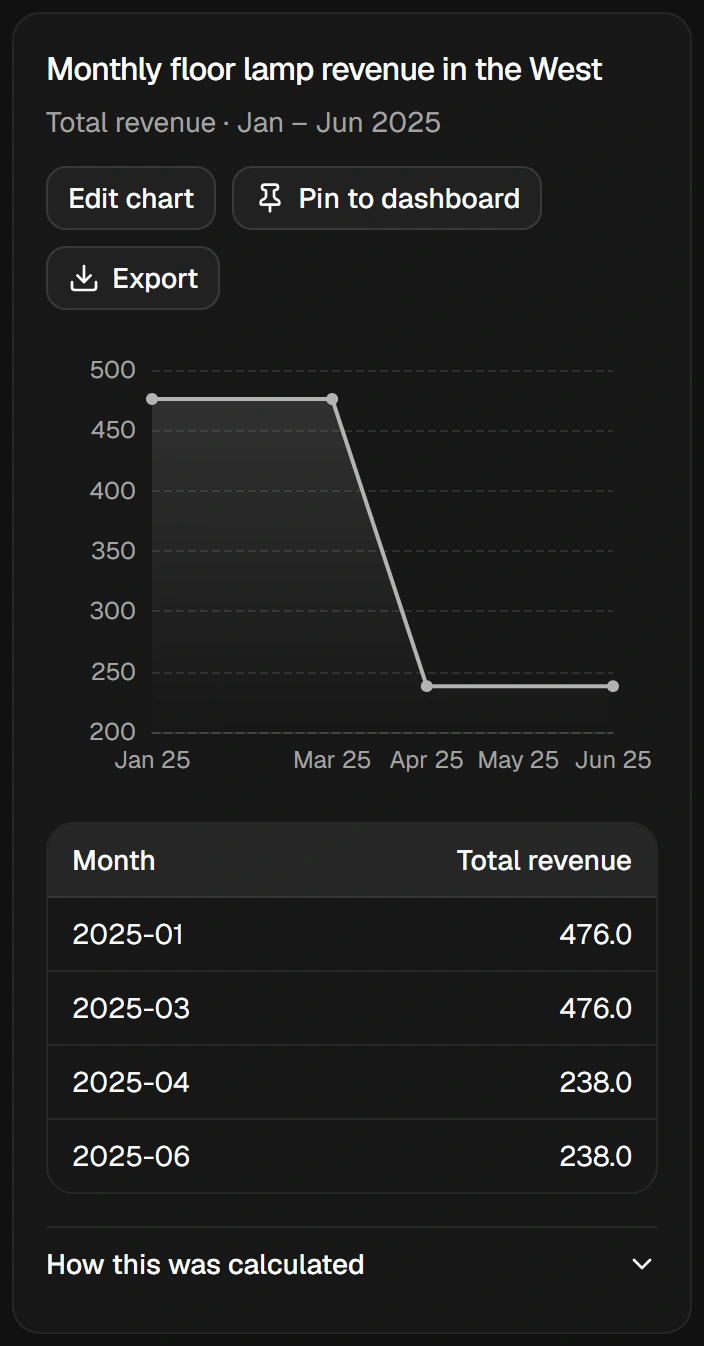 Monthly floor lamp revenue in the West
Total revenue · Jan – Jun 2025
Edit chart
Pin to dashboard
Export
500
450
400
350
300
250
200
Jan 25 Mar 25 Apr 25 May 25 Jun 25
Month Total revenue
2025-01 476.0
2025-03 476.0
2025-04 238.0
2025-06 238.0
How this was calculated